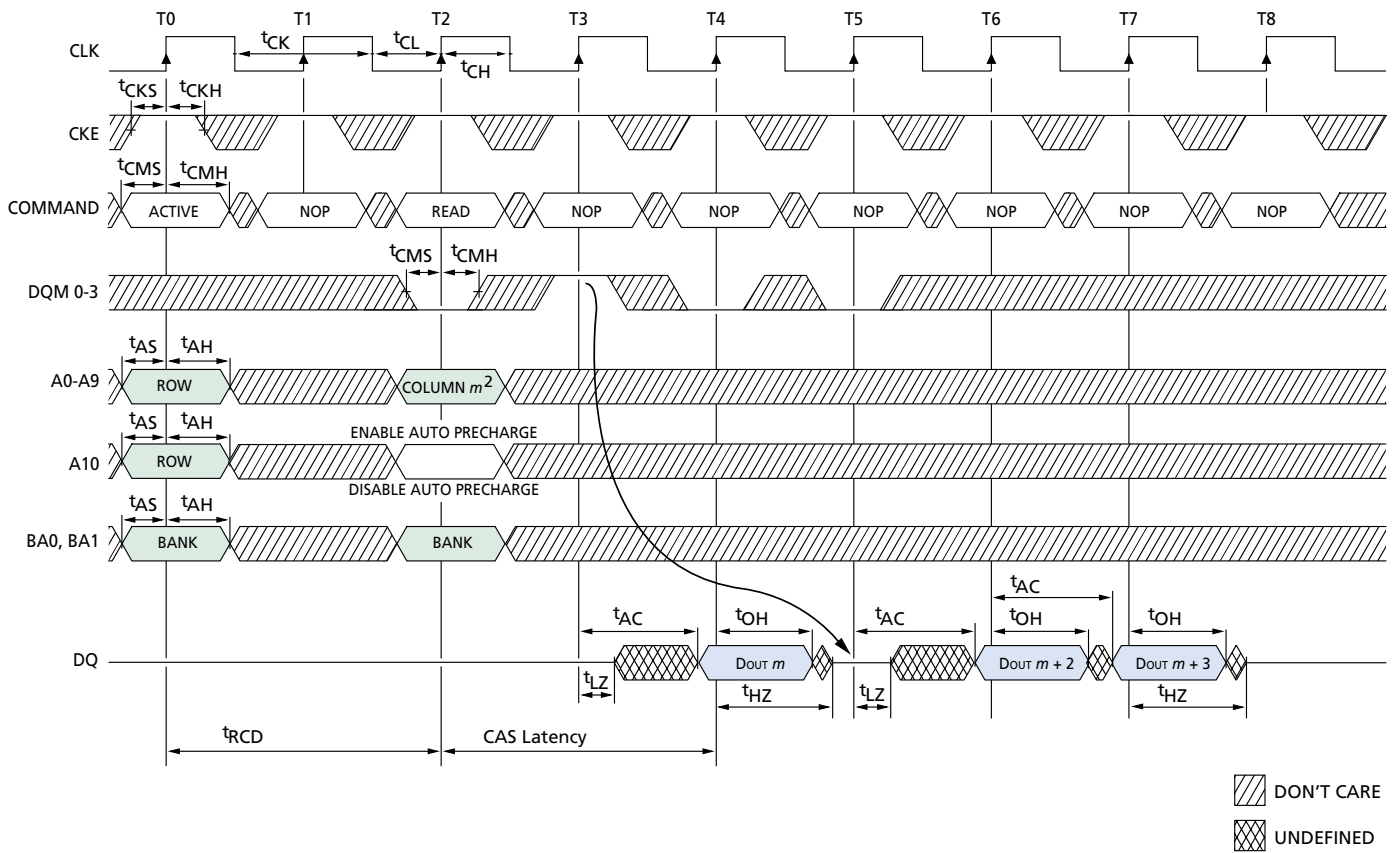 T0 T1 T2 T3 T4 T5 T6 T7 T8
CLK
tCK tCL
tCH
tCKS tCKH
CKE
tCMS tCMH
COMMAND ACTIVE NOP READ NOP NOP NOP NOP NOP NOP
tCMS tCMH
DQM 0-3
tAS tAH
A0-A9 ROW COLUMN m2
tAS tAH ENABLE AUTO PRECHARGE
A10 ROW
DISABLE AUTO PRECHARGE
tAS tAH
BA0, BA1 BANK BANK
tAC
tAC tOH tAC tOH tOH
DQ DOUT m DOUT m + 2 DOUT m + 3
tLZ tHZ tLZ tHZ
tRCD CAS Latency
DON'T CARE
UNDEFINED